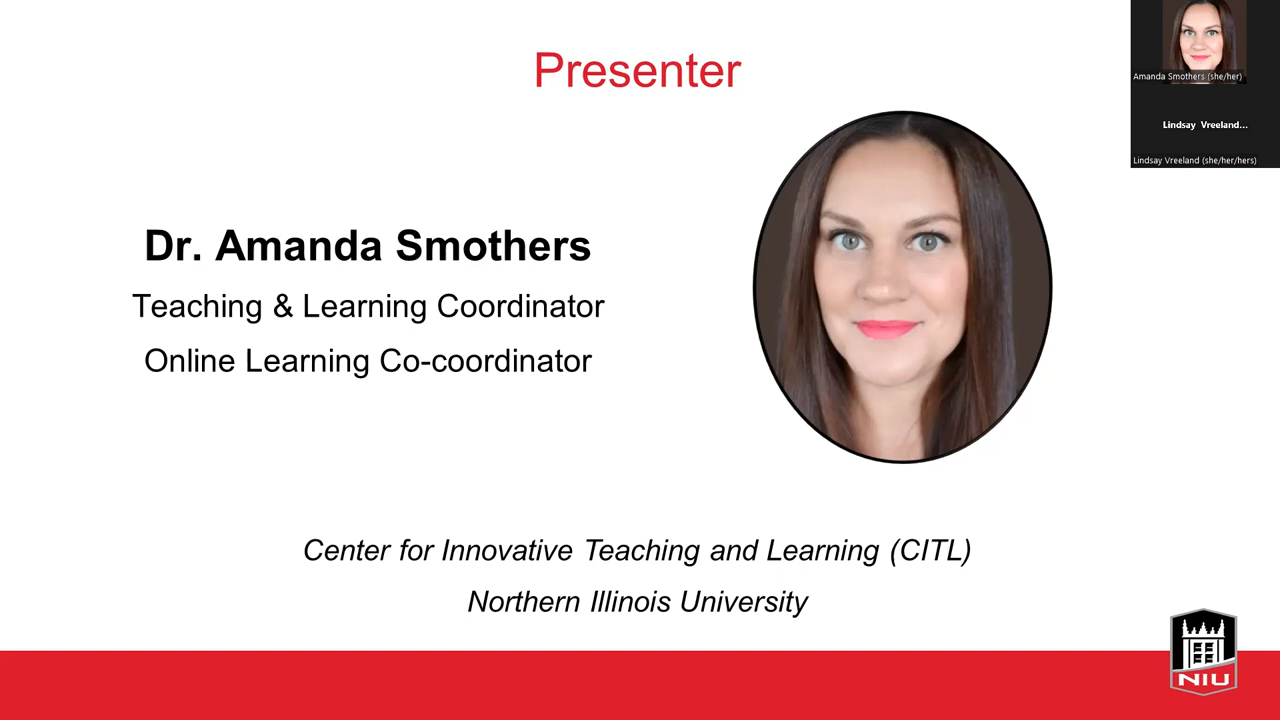 Presenter
Amanda Smothers (she/her)
Lindsay Vreeland...
Lindsay Vreeland (she/her/hers)
Dr. Amanda Smothers
Teaching & Learning Coordinator
Online Learning Co-coordinator
Center for Innovative Teaching and Learning (CITL)
Northern Illinois University
NIU